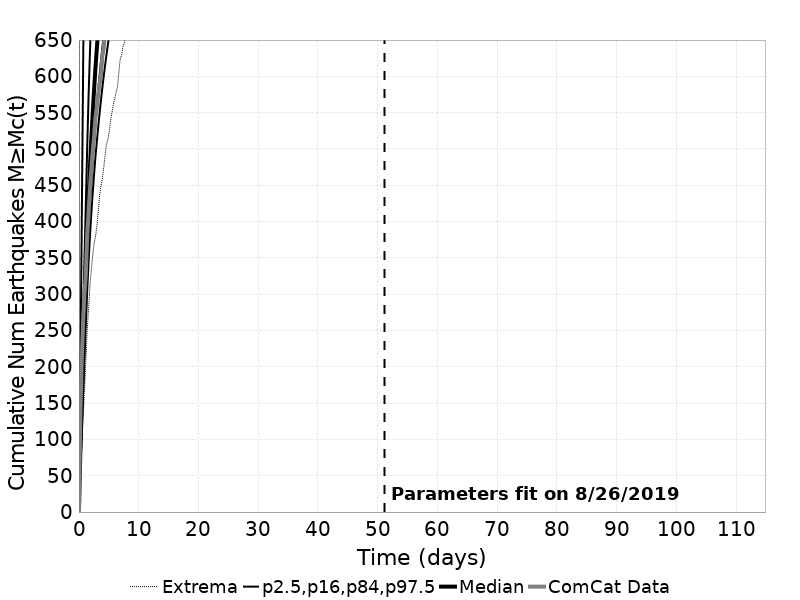 Cumulative Num Earthquakes M≥Mc(t)
650
600
550
500
450
400
350
300
250
200
150
100
50
0
Parameters fit on 8/26/2019
0 10 20 30 40 50 60 70 80 90 100 110
Time (days)
Extrema p2.5,p16,p84,p97.5 Median ComCat Data